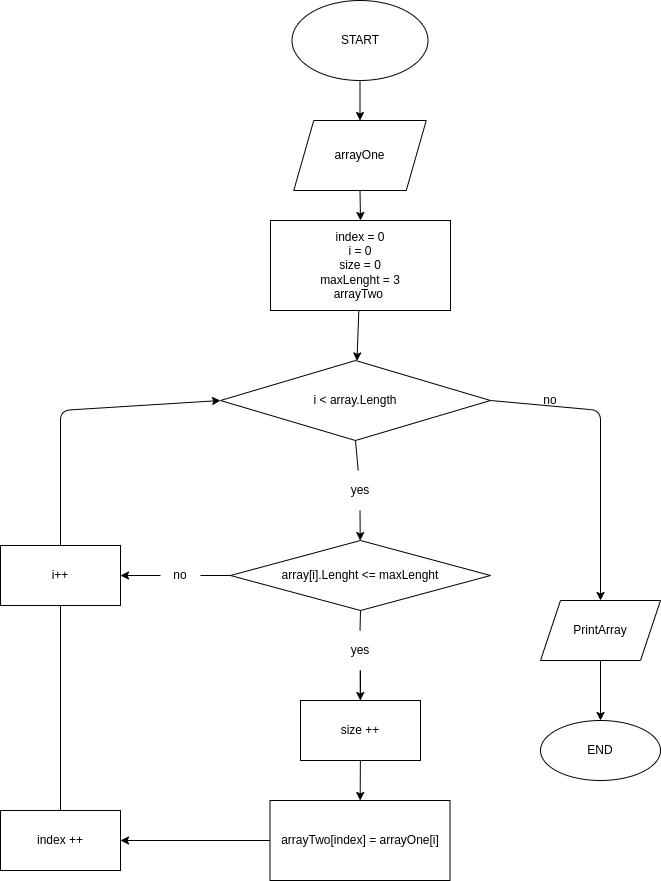 START
arrayOne
index = 0
i = 0
size = 0
maxLenght = 3
arrayTwo
i < array.Length
no
yes
array[i].Lenght <= maxLenght
no
i++
yes
PrintArray
size ++
END
arrayTwo[index] = arrayOne[i]
index ++